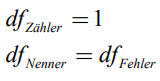 df_Zähler = 1
df_Nenner = df_Fehler